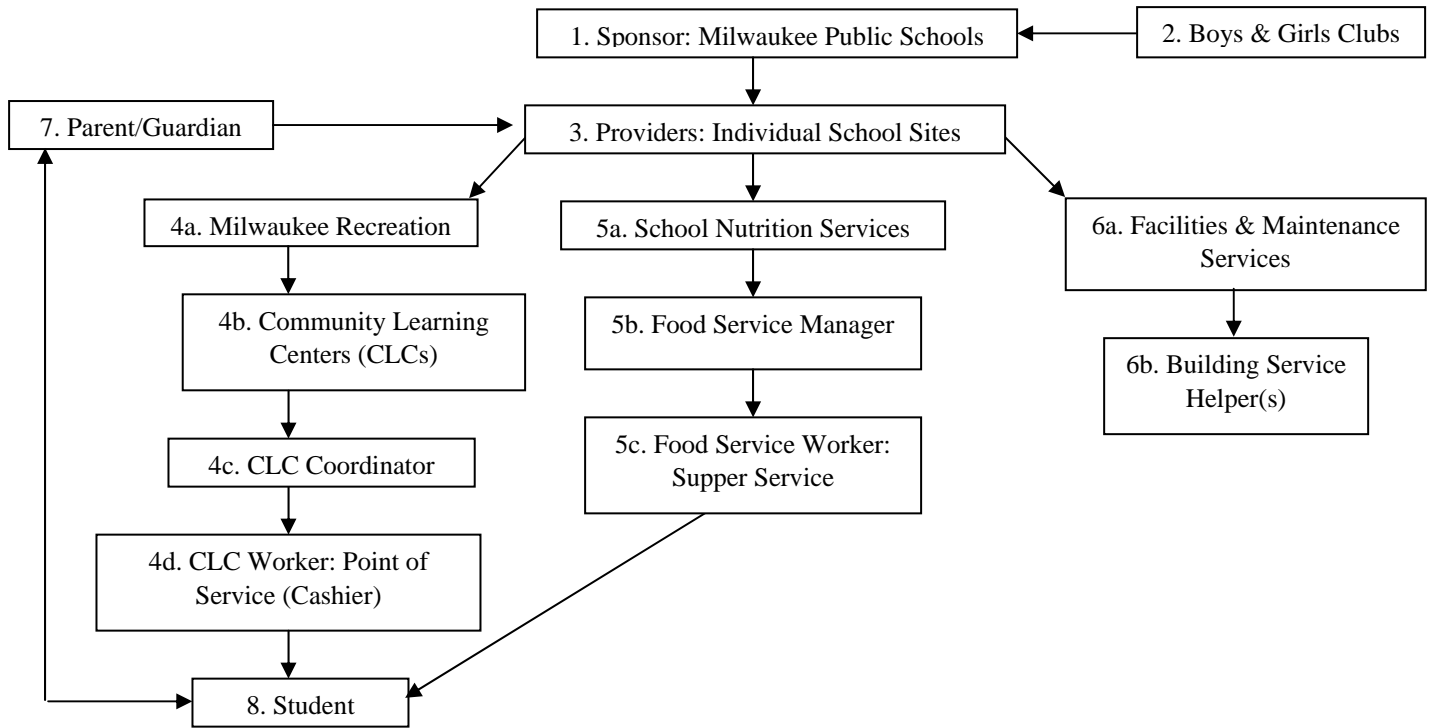 1. Sponsor: Milwaukee Public Schools
2. Boys & Girls Clubs
7. Parent/Guardian
3. Providers: Individual School Sites
4a. Milwaukee Recreation
5a. School Nutrition Services
6a. Facilities & Maintenance
Services
4b. Community Learning
Centers (CLCs)
5b. Food Service Manager
6b. Building Service
Helper(s)
4c. CLC Coordinator
5c. Food Service Worker:
Supper Service
4d. CLC Worker: Point of
Service (Cashier)
8. Student